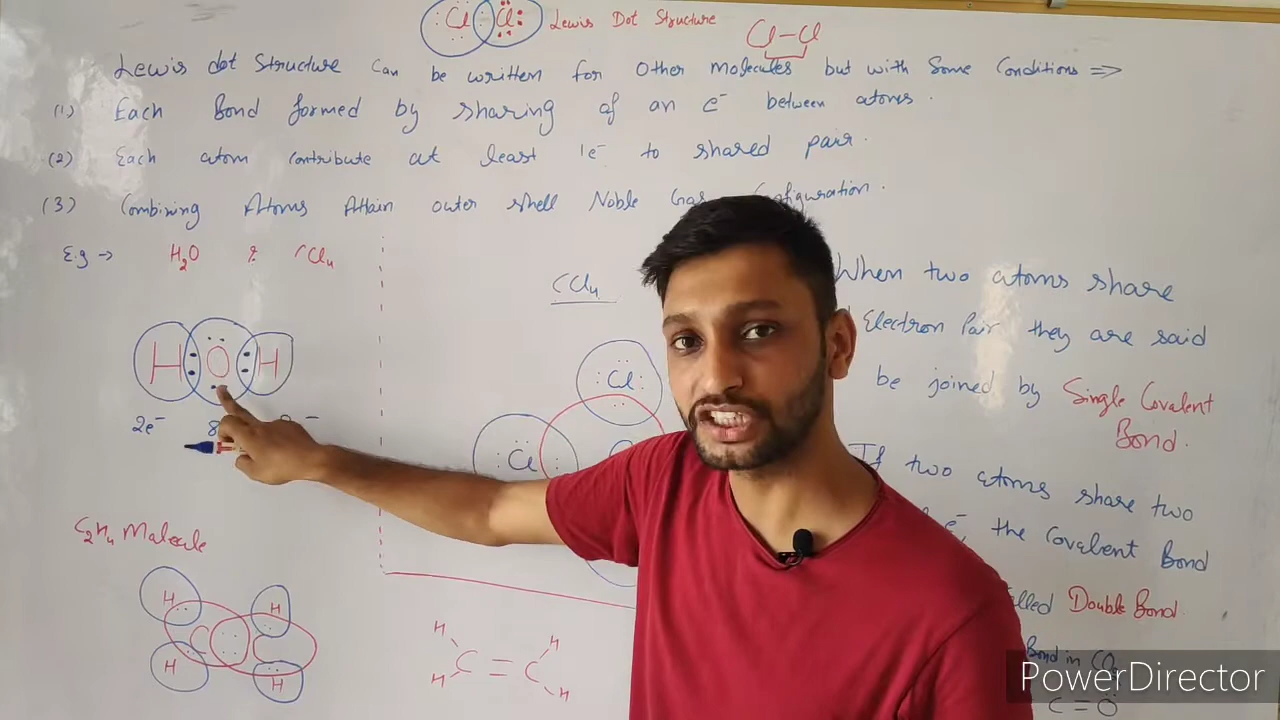 Cl Cl Lewis Dot Structure
Cl-Cl
Lewis dot Structure Can be written for Other molecules but with Some Conditions =>
(1) Each Bond formed by sharing of an e⁻ between atoms.
(2) Each atom Contribute at least 1e⁻ to shared pair.
(3) Combining Atoms Attain outer shell Noble Gas Configuration.
E.g → H₂O & CCl₄
H O H
2e⁻ 8
CCl₄
Cl
Cl
When two atoms share
Electron Pair they are said
be joined by Single Covalent
Bond.
If two atoms share two
e⁻, the Covalent Bond
Double Bond.
Bond in
C=O
C₂H₄ Malecule
H H
C C
H H
H H
C=C
H H
PowerDirector